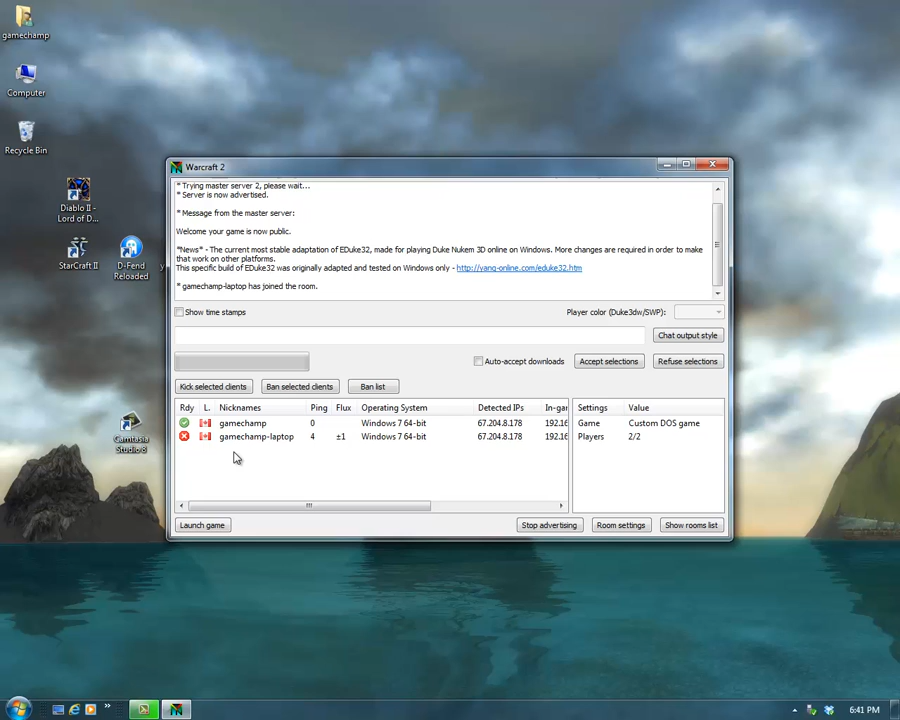 gamechamp
Computer
Recycle Bin
Diablo II -
Lord of D...
StarCraft II
D-Fend
Reloaded
y
Camtasia
Studio 8
Warcraft 2
* Trying master server 2, please wait...
* Server is now advertised.
* Message from the master server:
Welcome your game is now public.
*News* - The current most stable adaptation of EDuke32, made for playing Duke Nukem 3D online on Windows. More changes are required in order to make
that work on other platforms.
This specific build of EDuke32 was originally adapted and tested on Windows only - http://yang-online.com/eduke32.htm
* gamechamp-laptop has joined the room.
Show time stamps
Player color (Duke3dw/SWP):
Chat output style
Auto-accept downloads
Accept selections
Refuse selections
Kick selected clients
Ban selected clients
Ban list
Rdy L. Nicknames Ping Flux Operating System Detected IPs In-gar
gamechamp 0 Windows 7 64-bit 67.204.8.178 192.16
gamechamp-laptop 4 ±1 Windows 7 64-bit 67.204.8.178 192.16
Settings Value
Game Custom DOS game
Players 2/2
Launch game
Stop advertising
Room settings
Show rooms list
6:41 PM